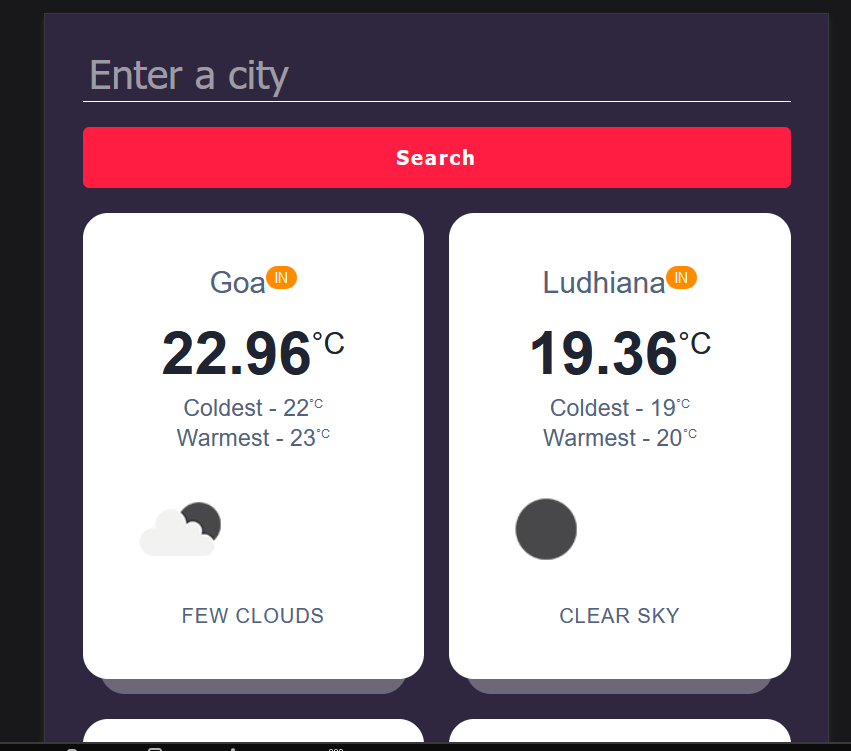 Enter a city
Search
Goa IN
22.96°C
Coldest - 22°C
Warmest - 23°C
FEW CLOUDS
Ludhiana IN
19.36°C
Coldest - 19°C
Warmest - 20°C
CLEAR SKY